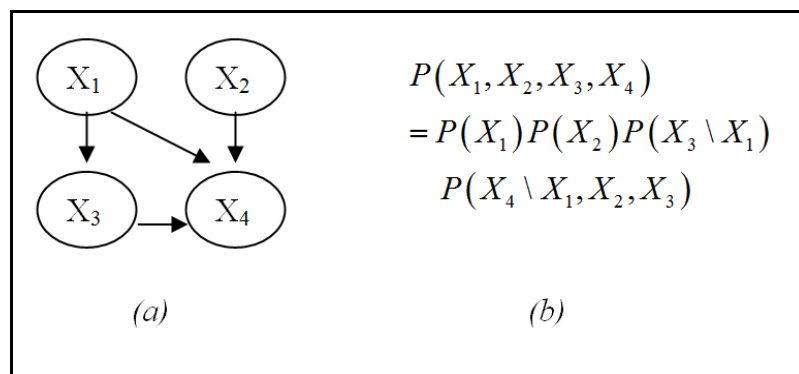 X₁ X₂
X₃ X₄
(a)
P(X₁, X₂, X₃, X₄)
= P(X₁)P(X₂)P(X₃ \ X₁)
P(X₄ \ X₁, X₂, X₃)
(b)